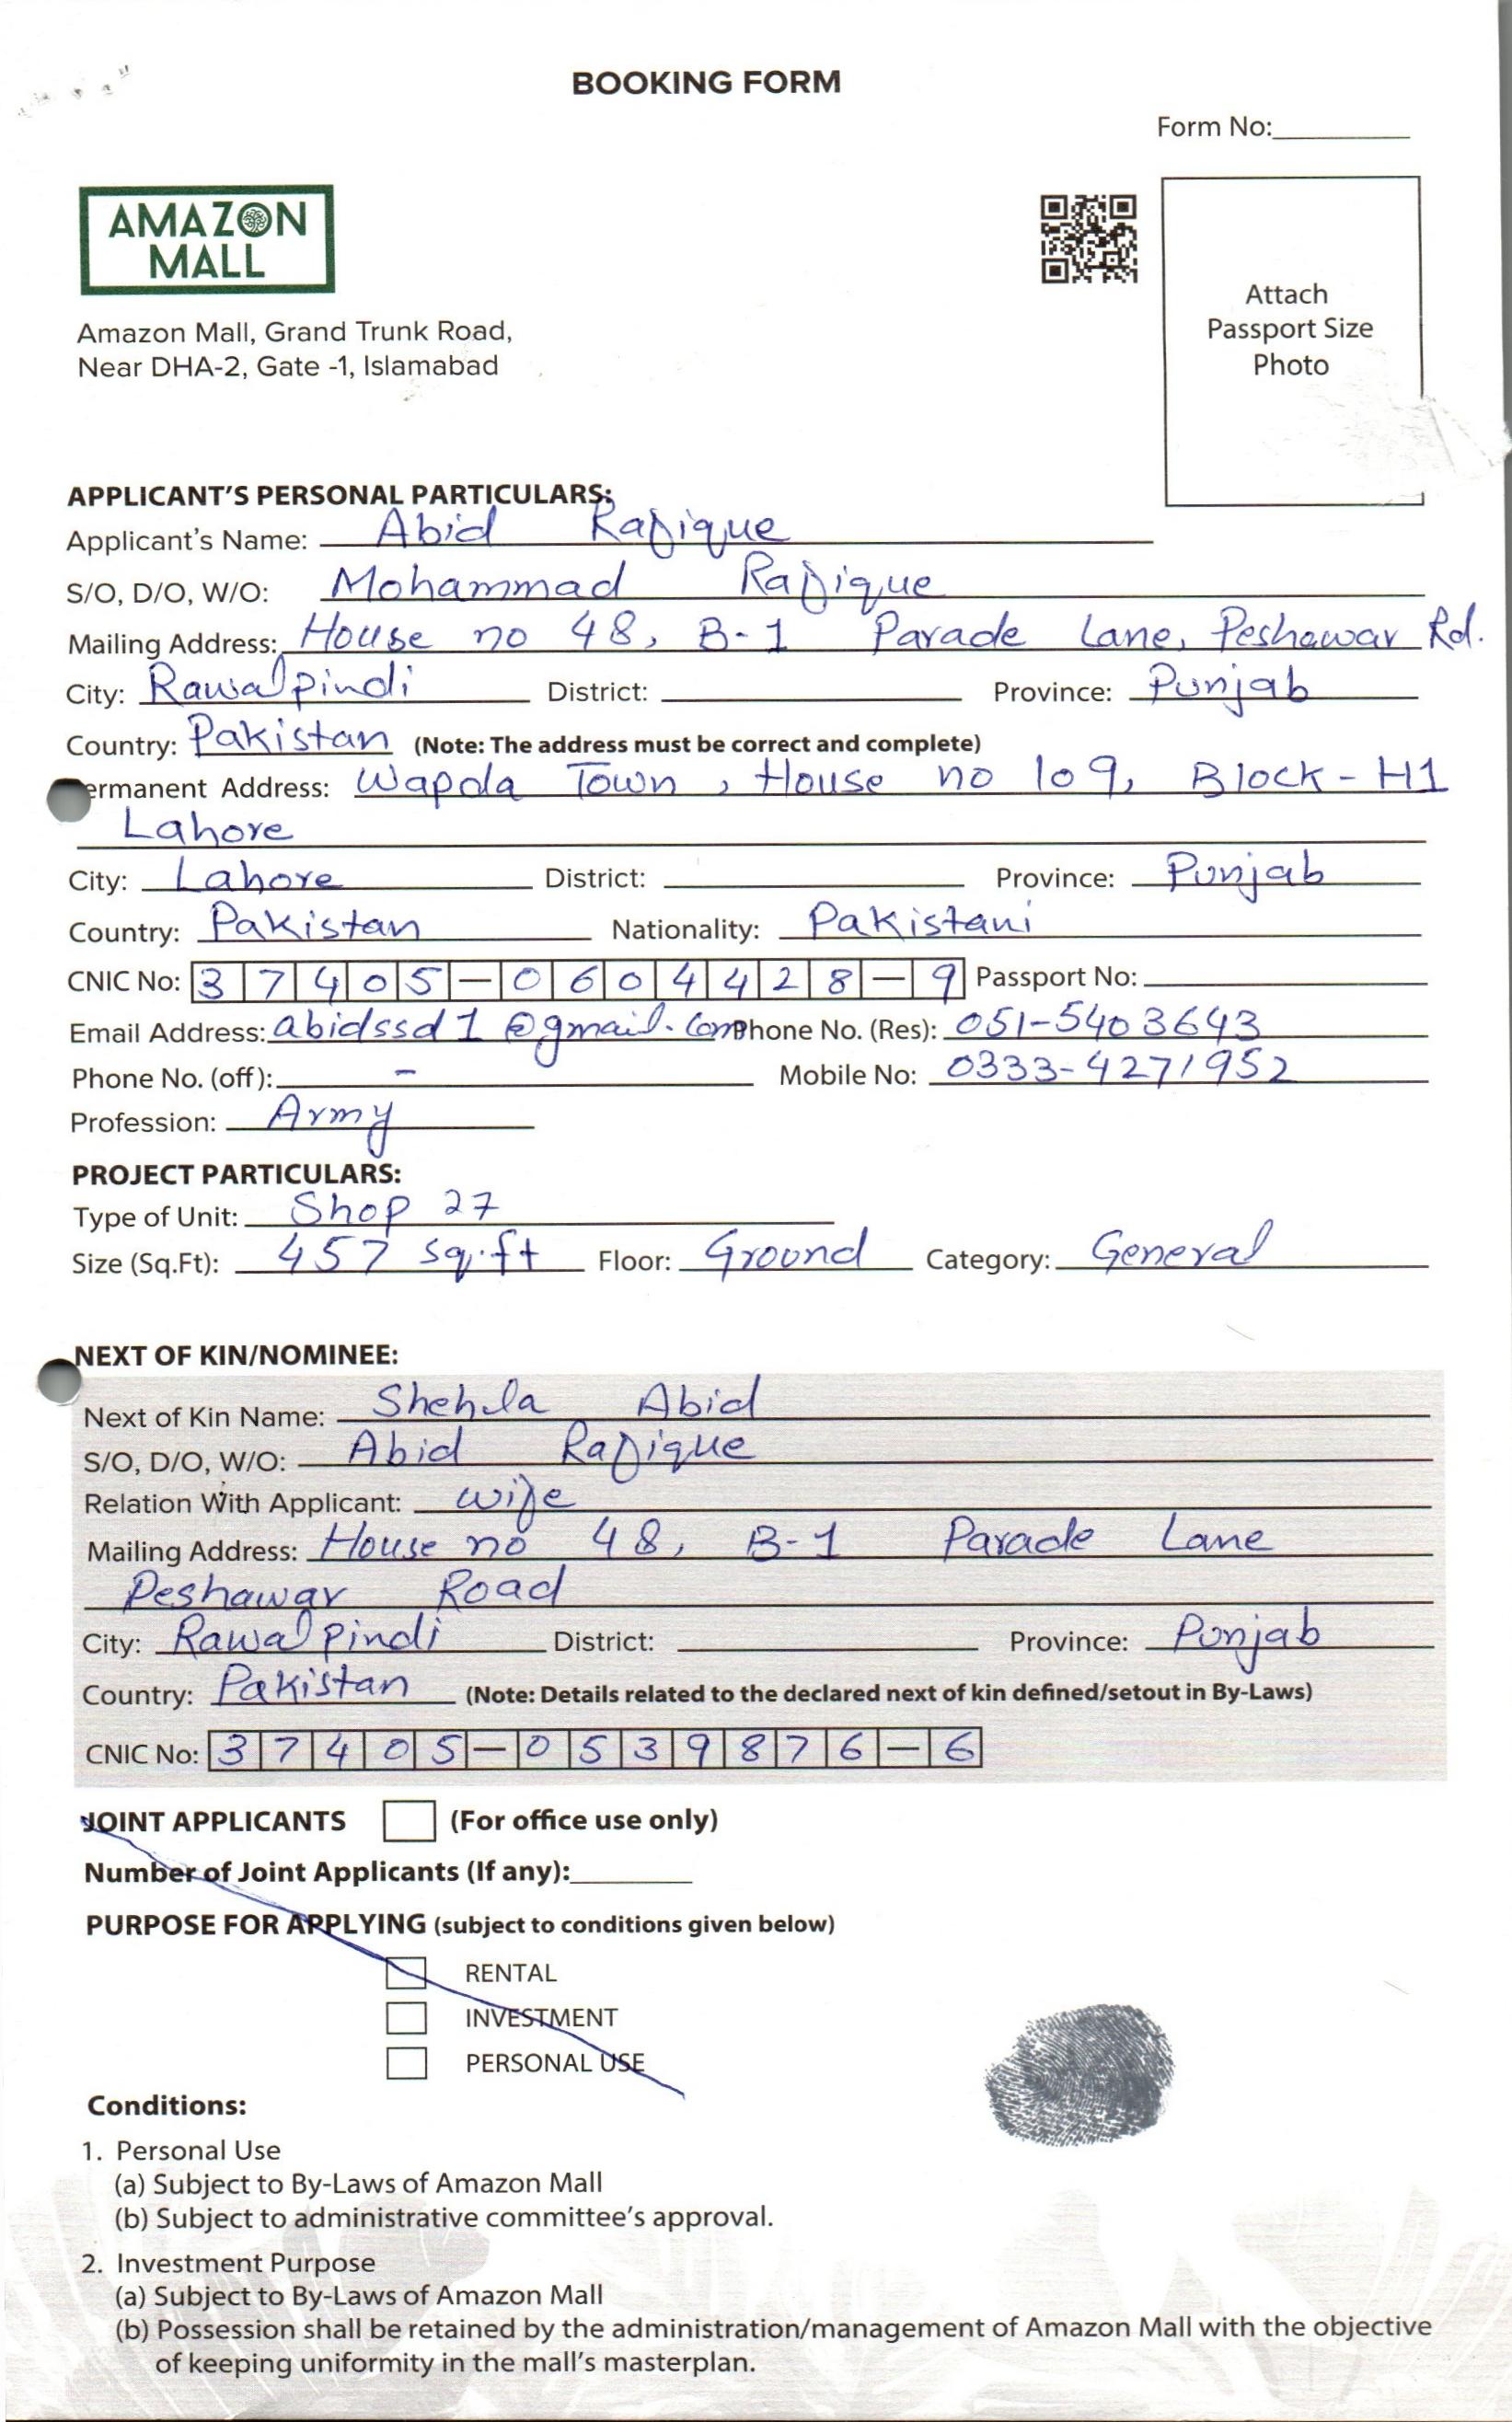 BOOKING FORM
Form No:
AMAZON
MALL
Attach
Passport Size
Photo
Amazon Mall, Grand Trunk Road,
Near DHA-2, Gate -1, Islamabad
APPLICANT'S PERSONAL PARTICULARS:
Applicant's Name: Abid Rafique
S/O, D/O, W/O: Mohammad Rafique
Mailing Address: House no 48, B-1 Parade Lane, Peshawar Rd.
City: Rawalpindi District: Province: Punjab
Country: Pakistan (Note: The address must be correct and complete)
ermanent Address: Wapda Town, House no 109, Block-H1
Lahore
City: Lahore District: Province: Punjab
Country: Pakistan Nationality: Pakistani
CNIC No: 37405-0604428-9 Passport No:
Email Address: abidssd1@gmail.com Phone No. (Res): 051-5403643
Phone No. (off): - Mobile No: 0333-4271952
Profession: Army
PROJECT PARTICULARS:
Type of Unit: Shop 27
Size (Sq.Ft): 457 sq.ft Floor: Ground Category: General
NEXT OF KIN/NOMINEE:
Next of Kin Name: Shehla Abid
S/O, D/O, W/O: Abid Rafique
Relation With Applicant: wife
Mailing Address: House no 48, B-1 Parade Lane
Peshawar Road
City: Rawalpindi District: Province: Punjab
Country: Pakistan (Note: Details related to the declared next of kin defined/setout in By-Laws)
CNIC No: 37405-0539876-6
JOINT APPLICANTS (For office use only)
Number of Joint Applicants (If any):
PURPOSE FOR APPLYING (subject to conditions given below)
RENTAL
INVESTMENT
PERSONAL USE
Conditions:
1. Personal Use
(a) Subject to By-Laws of Amazon Mall
(b) Subject to administrative committee's approval.
2. Investment Purpose
(a) Subject to By-Laws of Amazon Mall
(b) Possession shall be retained by the administration/management of Amazon Mall with the objective
of keeping uniformity in the mall's masterplan.